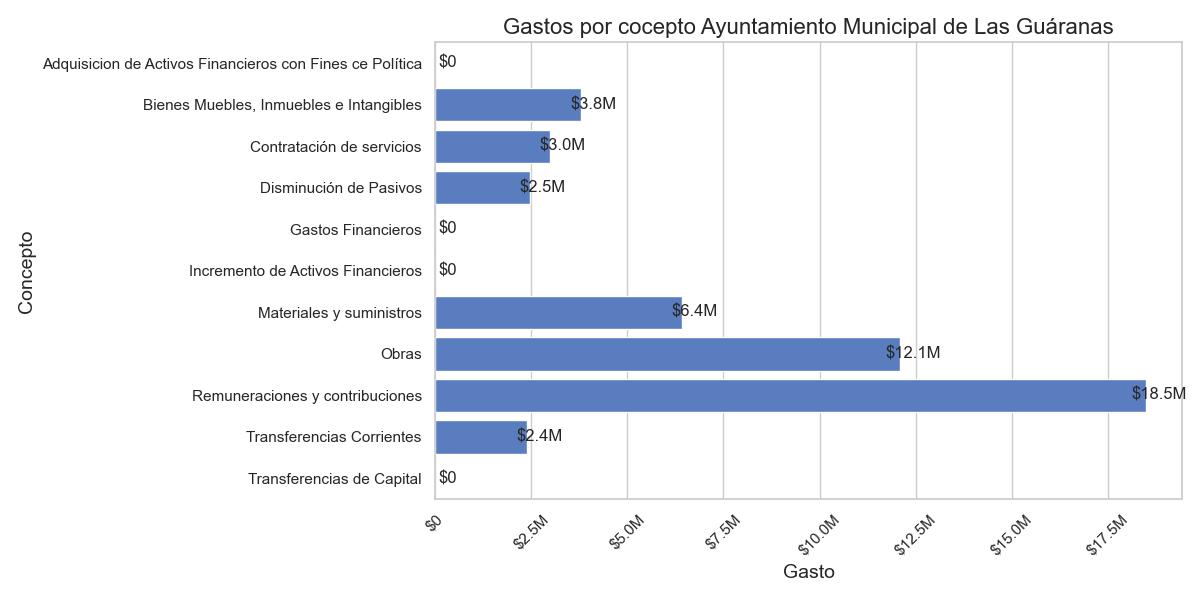 Gastos por cocepto Ayuntamiento Municipal de Las Guáranas
Concepto
Adquisicion de Activos Financieros con Fines ce Política $0
Bienes Muebles, Inmuebles e Intangibles $3.8M
Contratación de servicios $3.0M
Disminución de Pasivos $2.5M
Gastos Financieros $0
Incremento de Activos Financieros $0
Materiales y suministros $6.4M
Obras $12.1M
Remuneraciones y contribuciones $18.5M
Transferencias Corrientes $2.4M
Transferencias de Capital $0
$0 $2.5M $5.0M $7.5M $10.0M $12.5M $15.0M $17.5M
Gasto